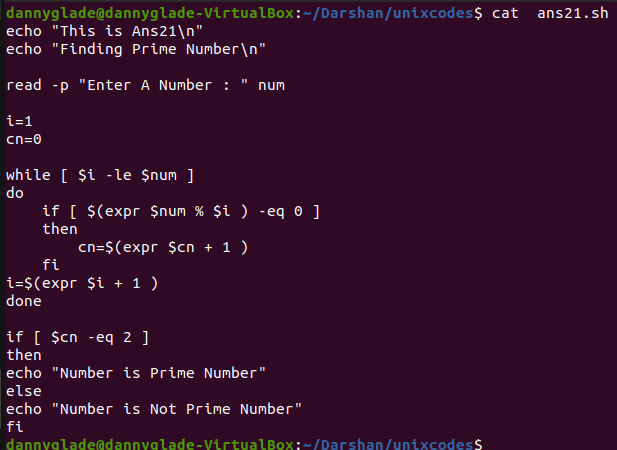 dannyglade@dannyglade-VirtualBox:~/Darshan/unixcodes$ cat  ans21.sh
echo "This is Ans21\n"
echo "Finding Prime Number\n"

read -p "Enter A Number : " num

i=1
cn=0

while [ $i -le $num ]
do
    if [ $(expr $num % $i ) -eq 0 ]
    then
        cn=$(expr $cn + 1 )
    fi
i=$(expr $i + 1 )
done

if [ $cn -eq 2 ]
then
echo "Number is Prime Number"
else
echo "Number is Not Prime Number"
fi
dannyglade@dannyglade-VirtualBox:~/Darshan/unixcodes$